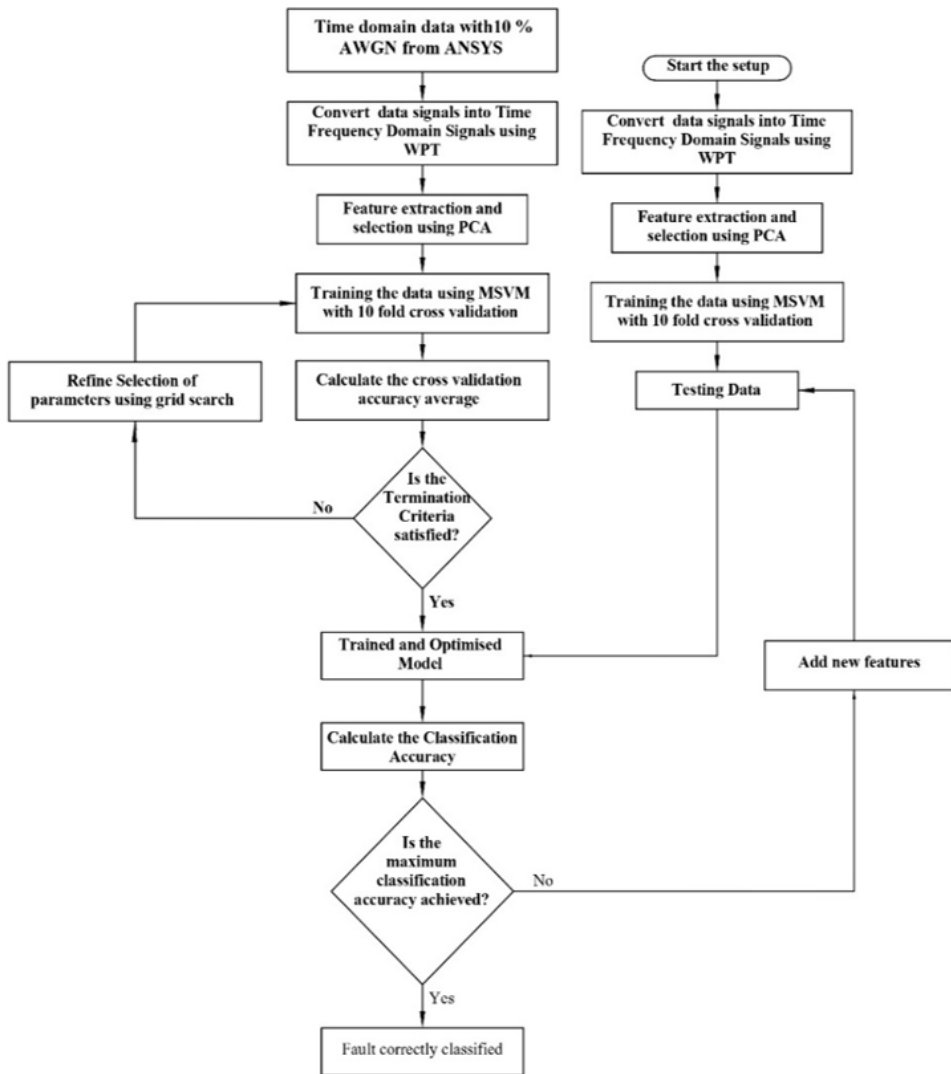 Time domain data with10 %
AWGN from ANSYS
Convert data signals into Time
Frequency Domain Signals using
WPT
Feature extraction and
selection using PCA
Training the data using MSVM
with 10 fold cross validation
Refine Selection of
parameters using grid search
Calculate the cross validation
accuracy average
Is the
Termination
Criteria
satisfied?
No
Yes
Trained and Optimised
Model
Calculate the Classification
Accuracy
Is the
maximum
classification
accuracy achieved?
No
Yes
Fault correctly classified
Start the setup
Convert data signals into Time
Frequency Domain Signals using
WPT
Feature extraction and
selection using PCA
Training the data using MSVM
with 10 fold cross validation
Testing Data
Add new features